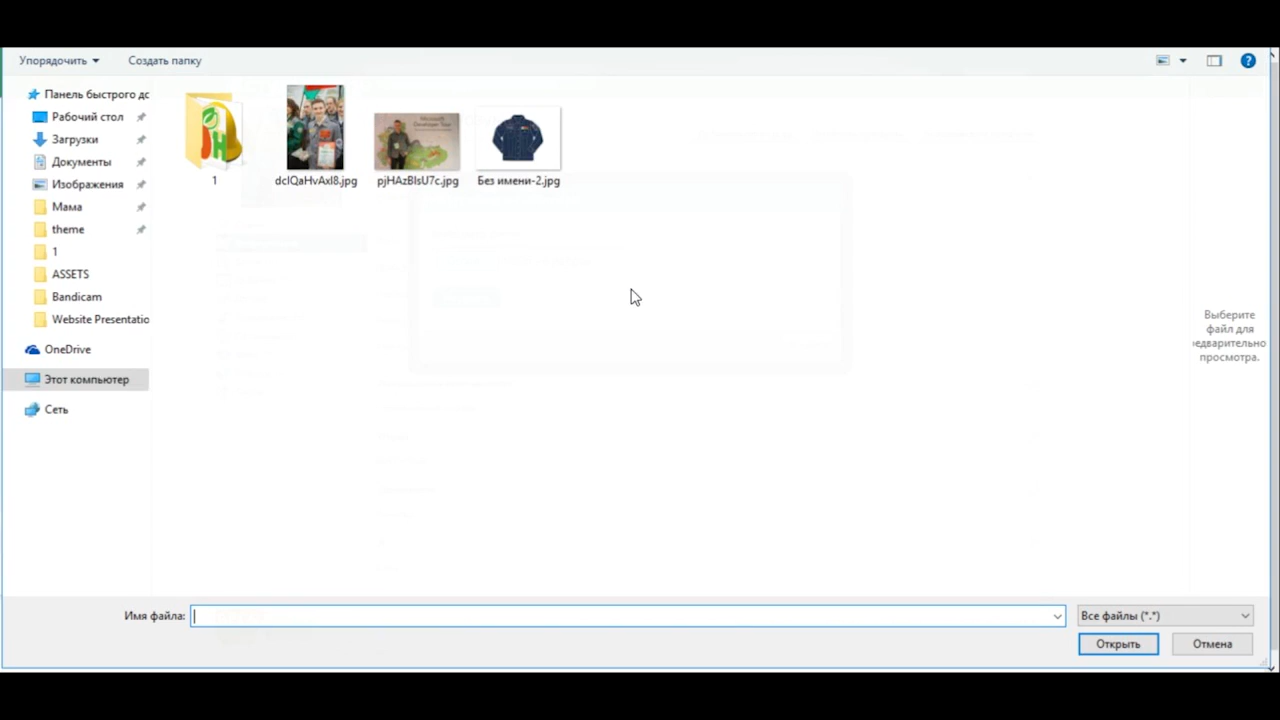 Упорядочить
Создать папку
Панель быстрого дс
Рабочий стол
Загрузки
Документы
Изображения
Мама
theme
1
ASSETS
Bandicam
Website Presentatio
OneDrive
Этот компьютер
Сеть
1
dclQaHvAxl8.jpg
pjHAzBlsU7c.jpg
Без имени-2.jpg
Выберите
файл для
редварительно
просмотра.
Имя файла:
Все файлы (*.*)
Открыть
Отмена